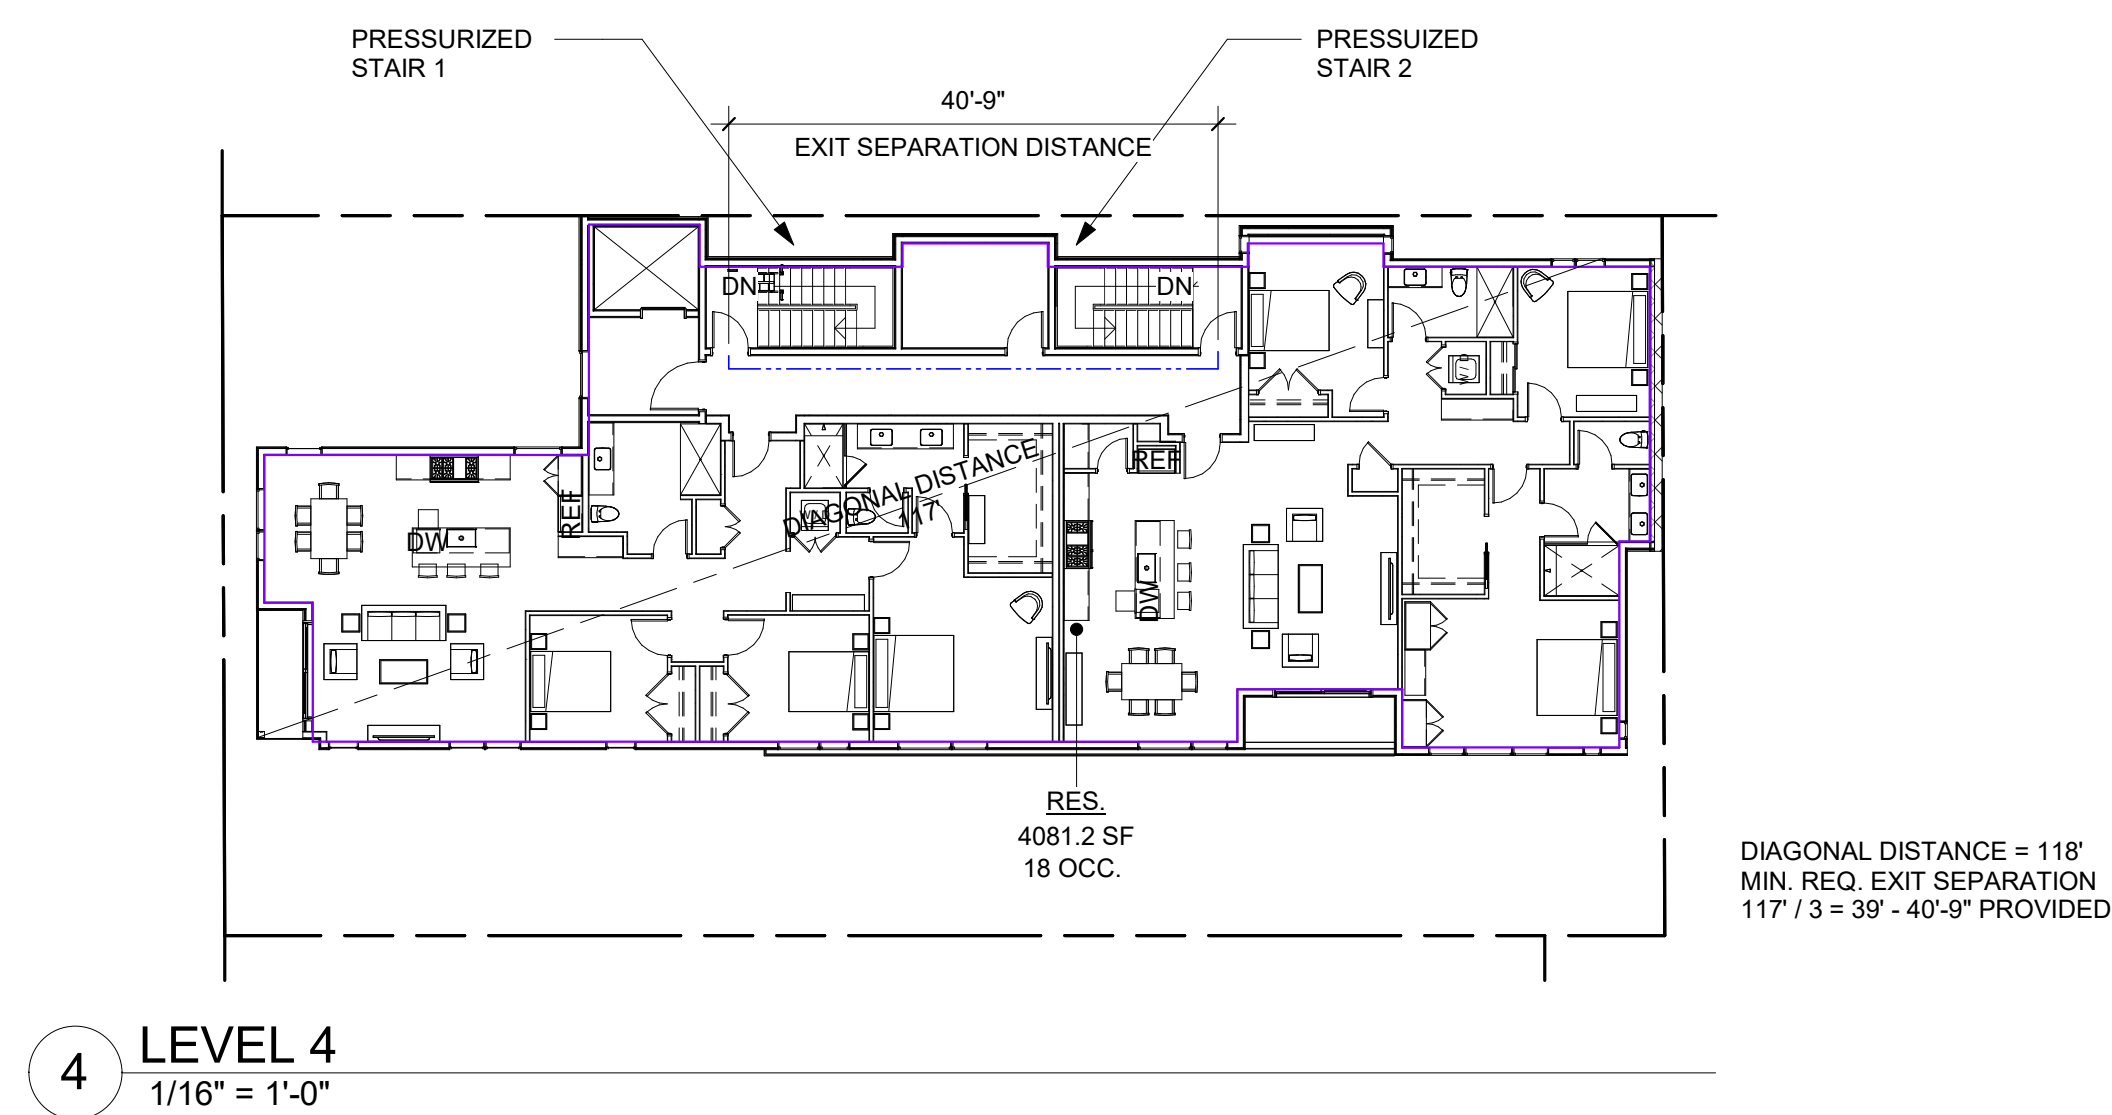 PRESSURIZED
STAIR 1
PRESSUIZED
STAIR 2
40'-9"
EXIT SEPARATION DISTANCE
DN
DN
REF
REF
DIAGONAL DISTANCE
117'
DW
DW
RES.
4081.2 SF
18 OCC.
DIAGONAL DISTANCE = 118'
MIN. REQ. EXIT SEPARATION
117' / 3 = 39' - 40'-9" PROVIDED
4
LEVEL 4
1/16" = 1'-0"